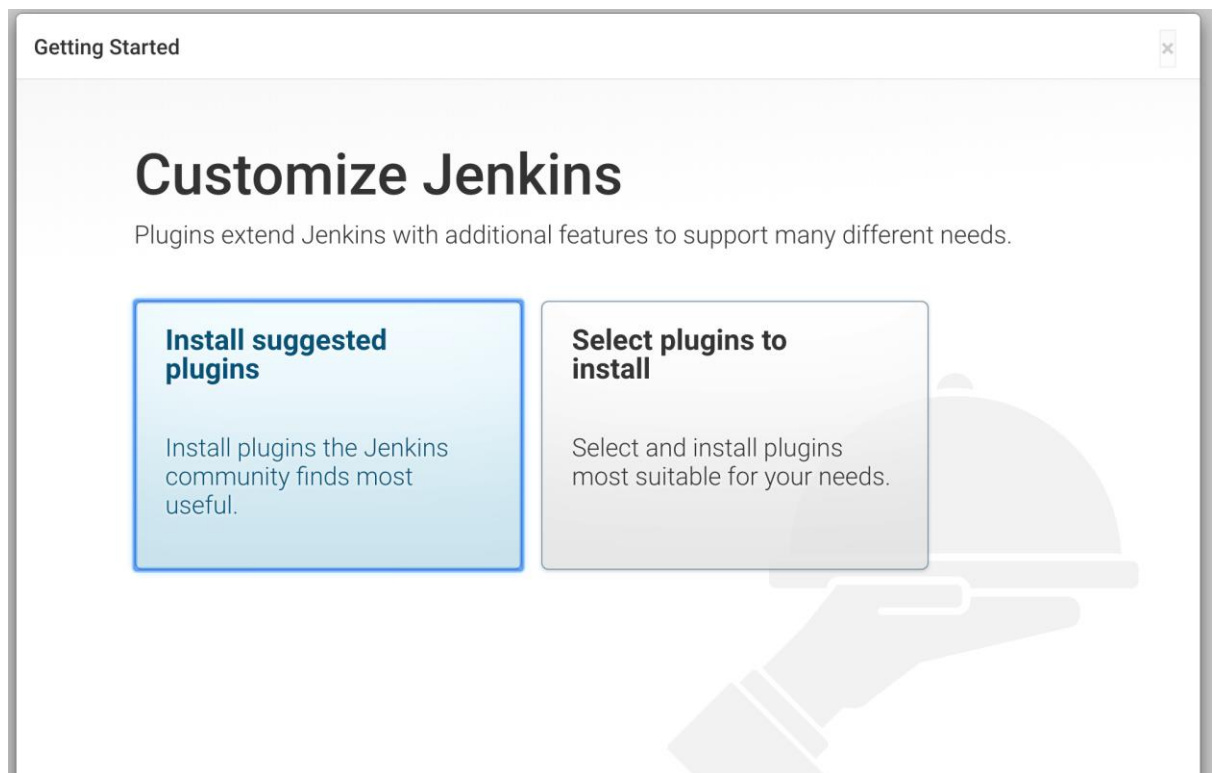 Getting Started
×
Customize Jenkins
Plugins extend Jenkins with additional features to support many different needs.
Install suggested
plugins
Install plugins the Jenkins
community finds most
useful.
Select plugins to
install
Select and install plugins
most suitable for your needs.